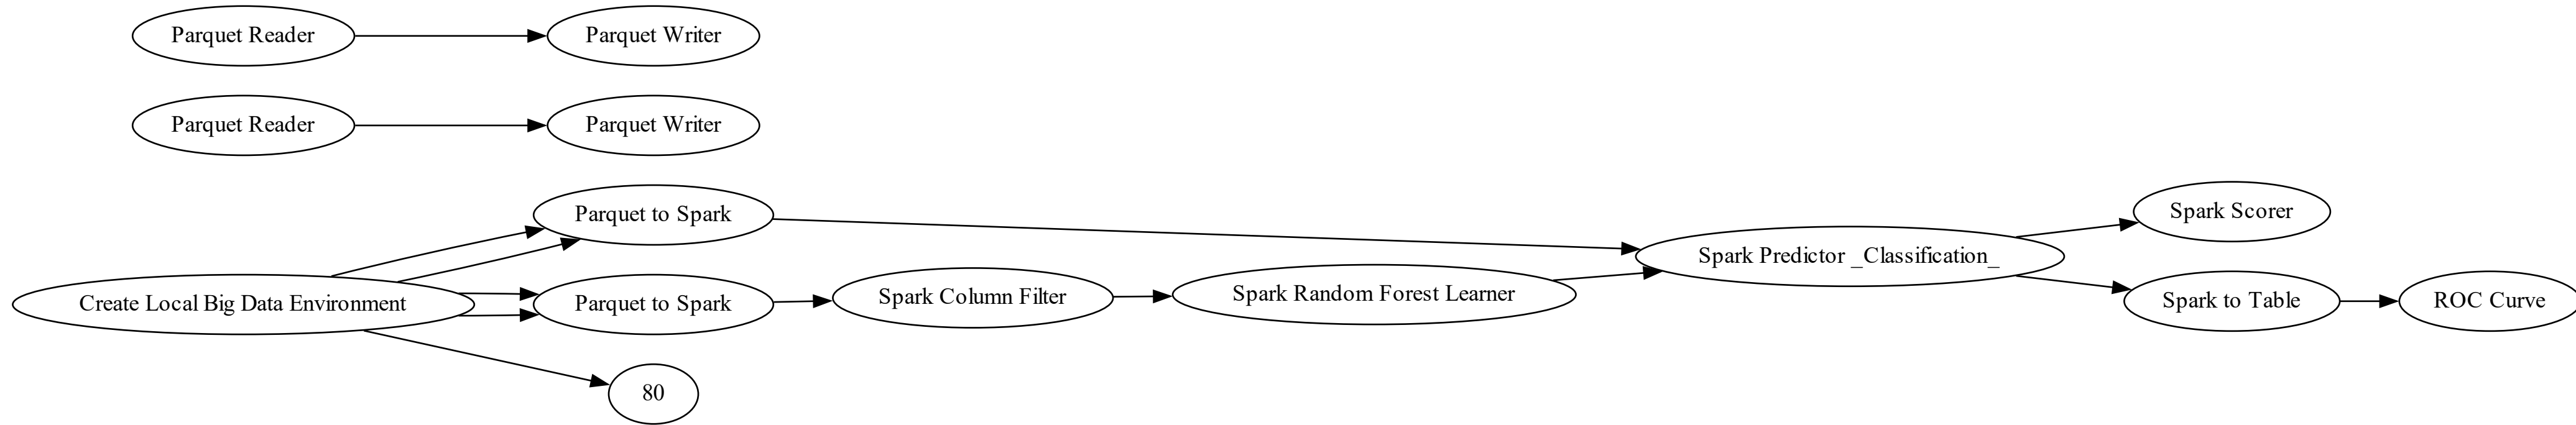 Parquet Reader
Parquet Writer
Parquet Reader
Parquet Writer
Parquet to Spark
Create Local Big Data Environment
Parquet to Spark
80
Spark Column Filter
Spark Random Forest Learner
Spark Predictor _Classification_
Spark Scorer
Spark to Table
ROC Curve